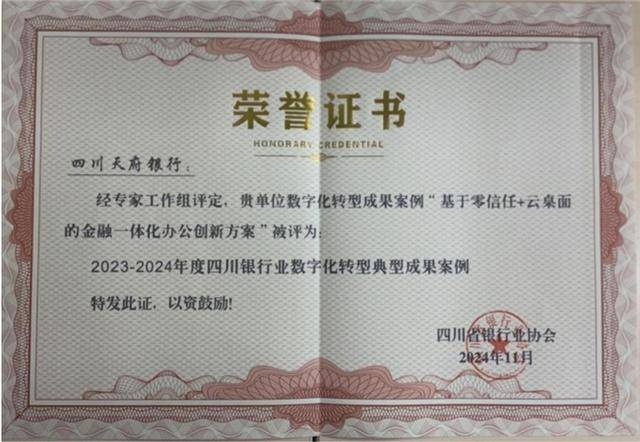 荣誉证书
HONORARY CREDENTIAL
四川天府银行：
经专家工作组评定，贵单位数字化转型成果案例“基于零信任+云桌面
的金融一体化办公创新方案”被评为：
2023-2024年度四川银行业数字化转型典型成果案例
特发此证，以资鼓励！
四川省银行业协会
2024年11月